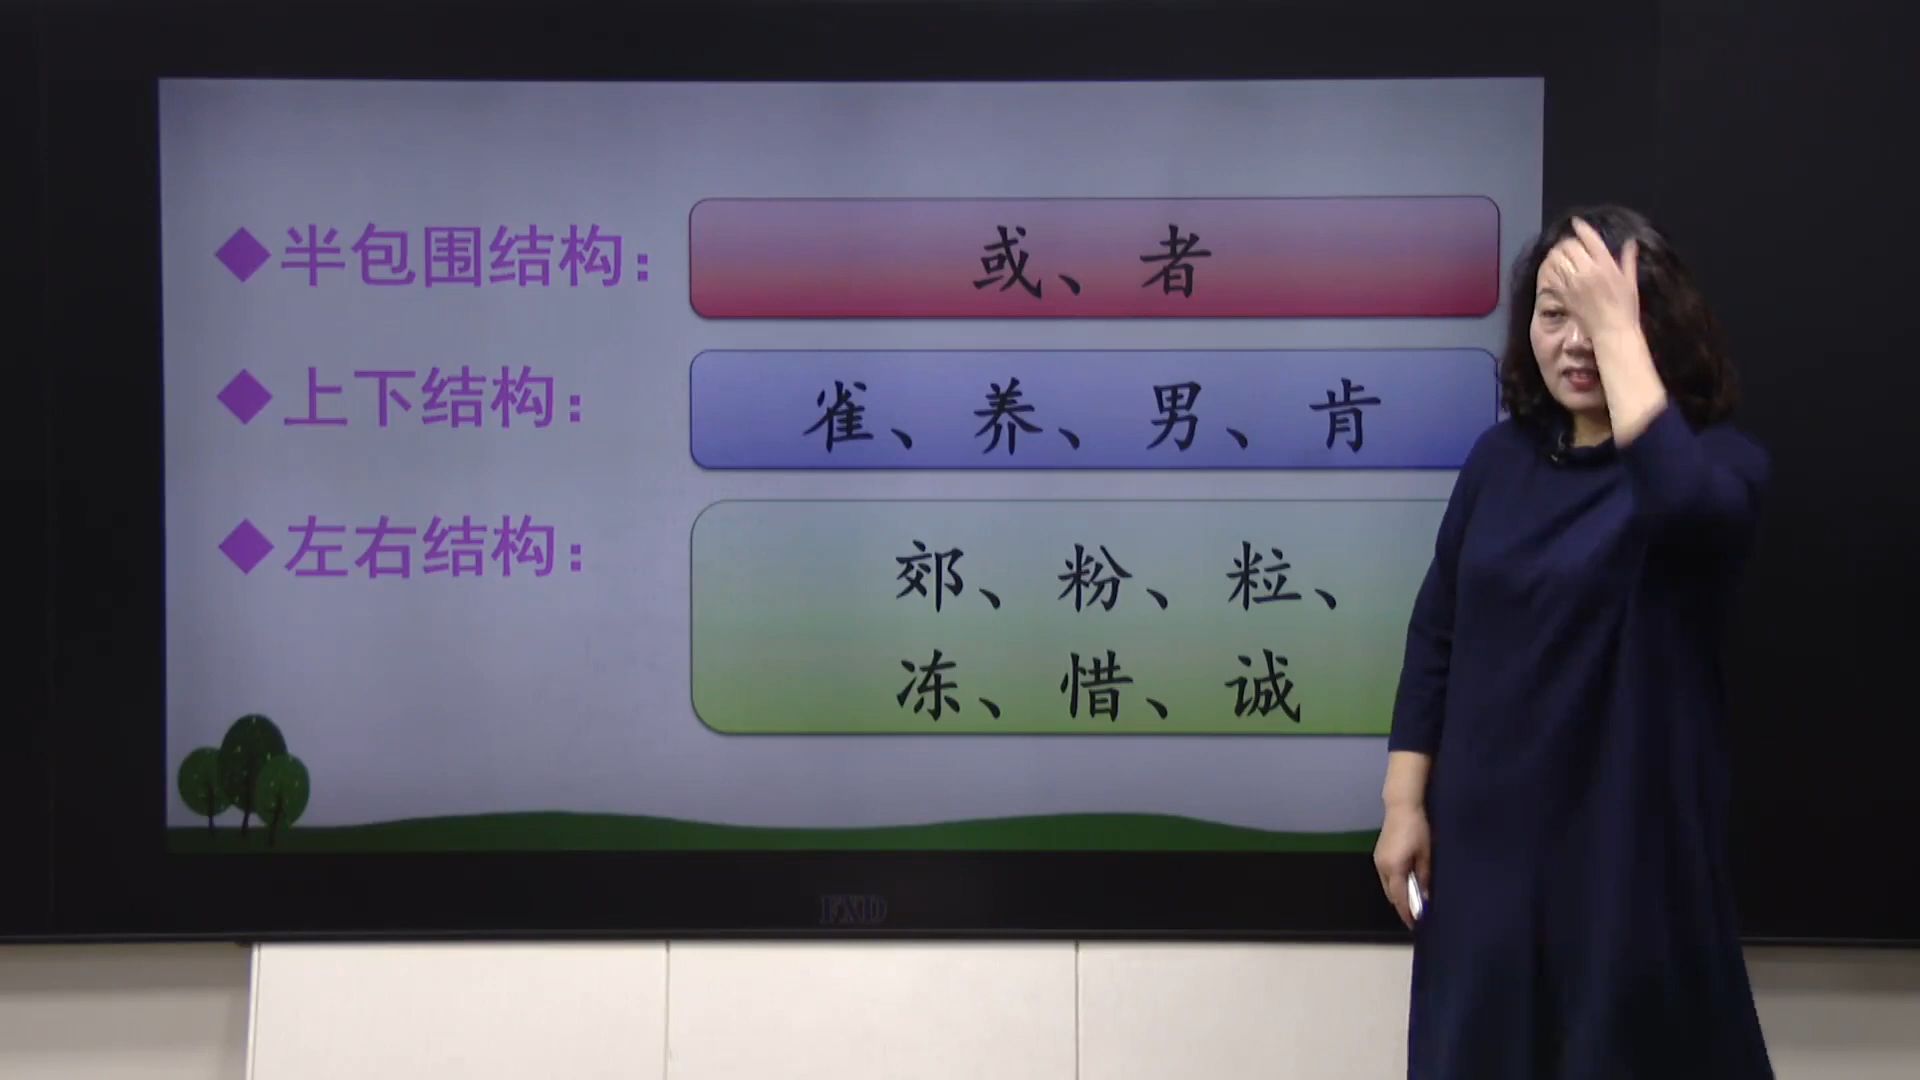 ◆半包围结构：
或、者
◆上下结构：
雀、养、男、肯
◆左右结构：
郊、粉、粒、
冻、惜、诚
FND